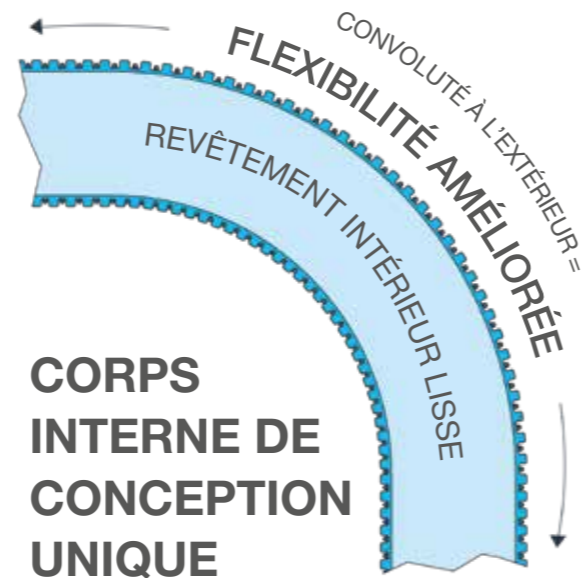 CONVOLUTÉ À L'EXTÉRIEUR =
FLEXIBILITÉ AMÉLIORÉE
REVÊTEMENT INTÉRIEUR LISSE
CORPS
INTERNE DE
CONCEPTION
UNIQUE